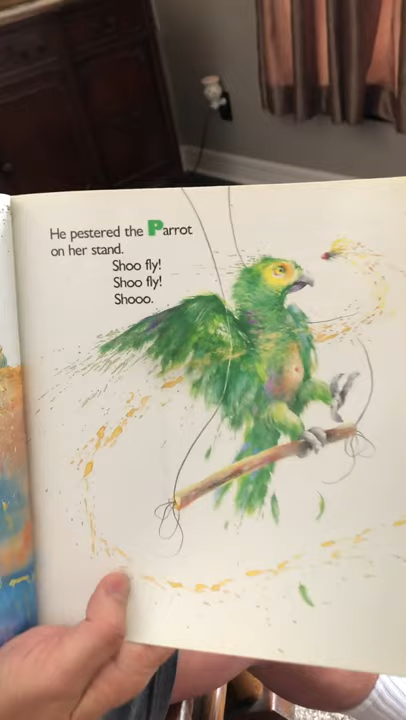 He pestered the Parrot
on her stand.
Shoo fly!
Shoo fly!
Shooo.